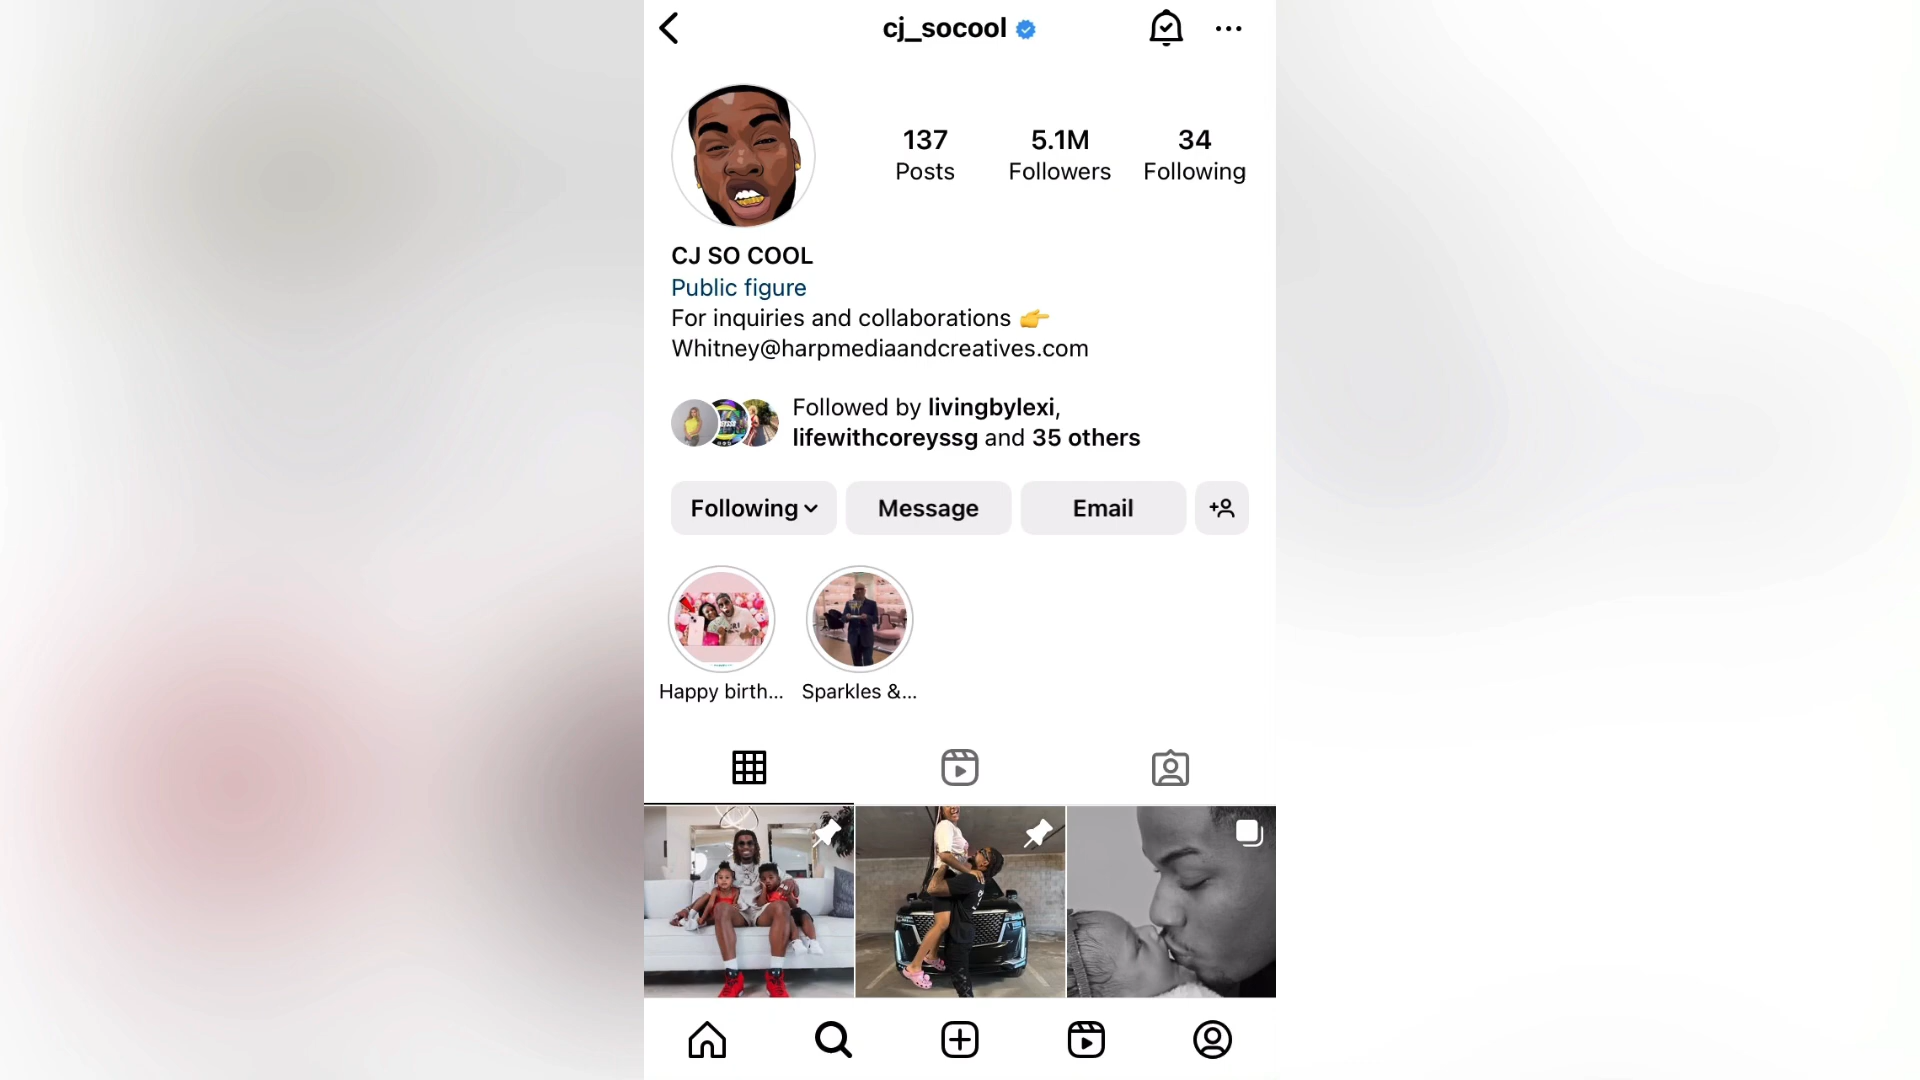 cj_socool
137 5.1M 34
Posts Followers Following
CJ SO COOL
Public figure
For inquiries and collaborations 👉
Whitney@harpmediaandcreatives.com
Followed by livingbylexi,
lifewithcoreyssg and 35 others
Following Message Email
Happy birth... Sparkles &...